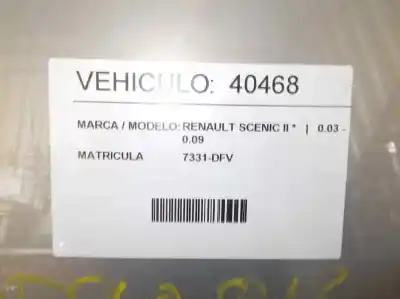 VEHICULO: 40468
MARCA / MODELO: RENAULT SCENIC II * | 0.03 -
0.09
MATRICULA 7331-DFV